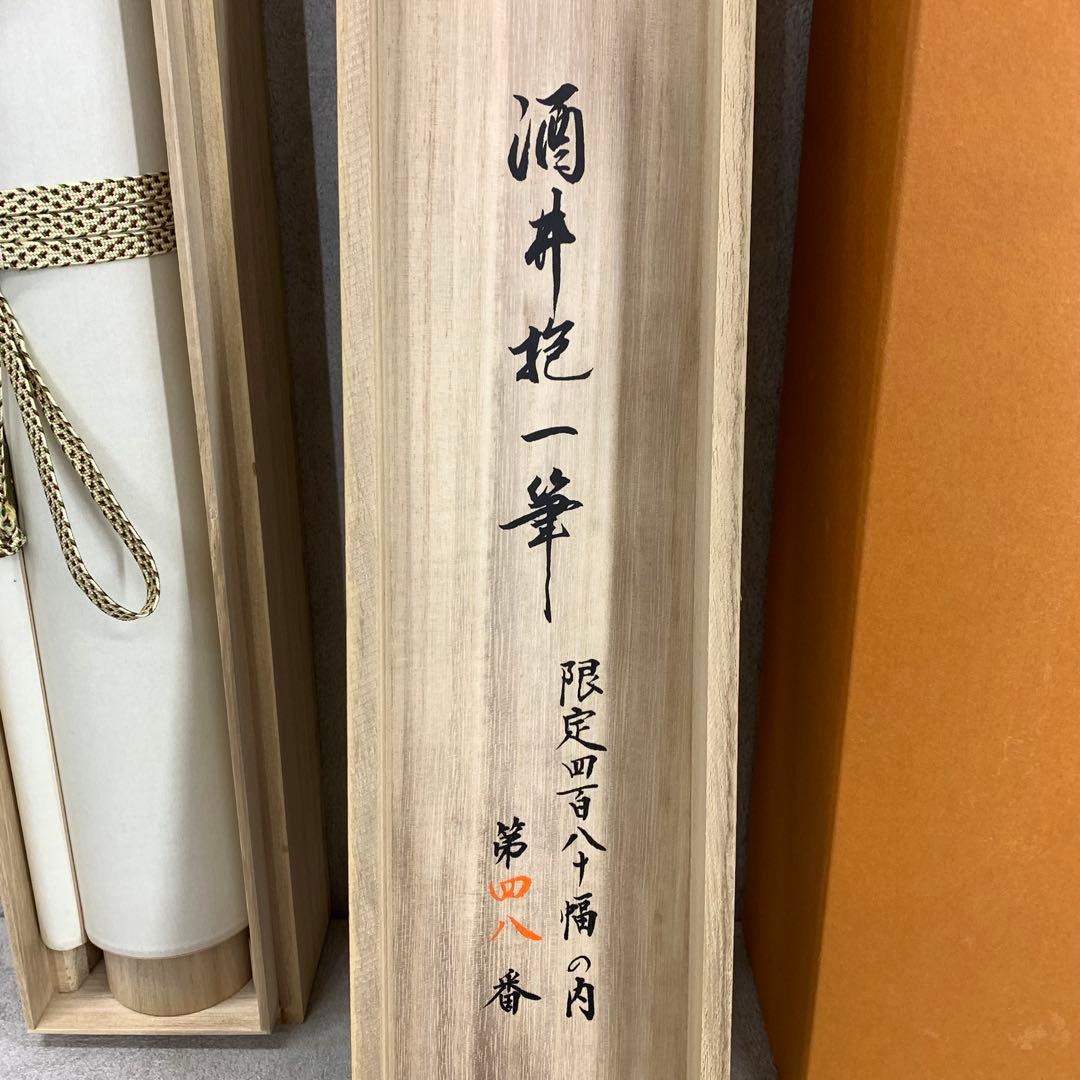 酒井抱一筆
限定四百八十幅の内
第四八番